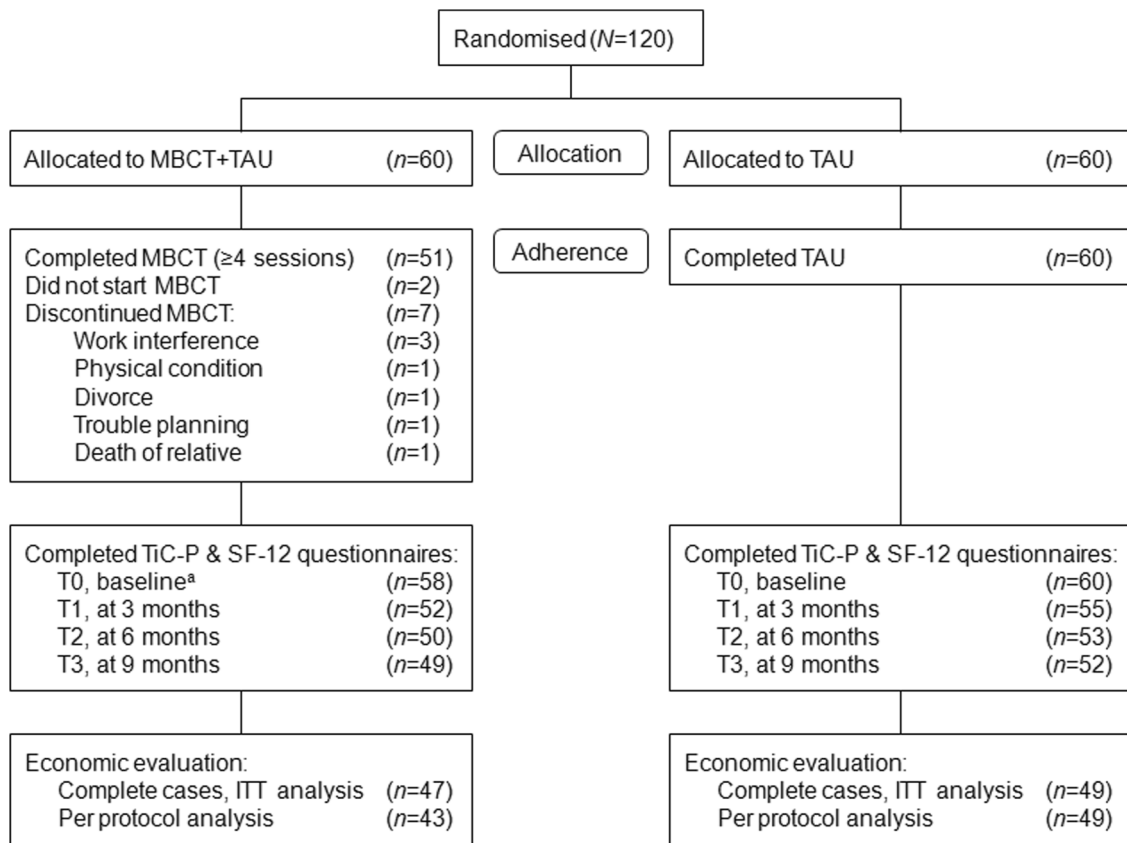 Randomised (N=120)
Allocated to MBCT+TAU (n=60)
Allocation
Allocated to TAU (n=60)
Completed MBCT (≥4 sessions) (n=51)
Did not start MBCT (n=2)
Discontinued MBCT: (n=7)
Work interference (n=3)
Physical condition (n=1)
Divorce (n=1)
Trouble planning (n=1)
Death of relative (n=1)
Adherence
Completed TAU (n=60)
Completed TiC-P & SF-12 questionnaires:
T0, baselineᵃ (n=58)
T1, at 3 months (n=52)
T2, at 6 months (n=50)
T3, at 9 months (n=49)
Completed TiC-P & SF-12 questionnaires:
T0, baseline (n=60)
T1, at 3 months (n=55)
T2, at 6 months (n=53)
T3, at 9 months (n=52)
Economic evaluation:
Complete cases, ITT analysis (n=47)
Per protocol analysis (n=43)
Economic evaluation:
Complete cases, ITT analysis (n=49)
Per protocol analysis (n=49)